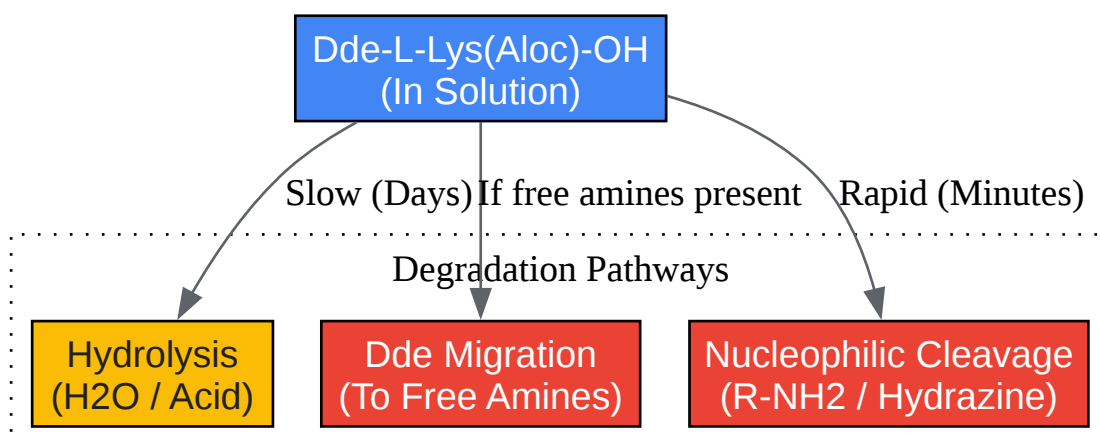 Dde-L-Lys(Aloc)-OH
(In Solution)
Slow (Days)
If free amines present
Rapid (Minutes)
Degradation Pathways
Hydrolysis
(H2O / Acid)
Dde Migration
(To Free Amines)
Nucleophilic Cleavage
(R-NH2 / Hydrazine)